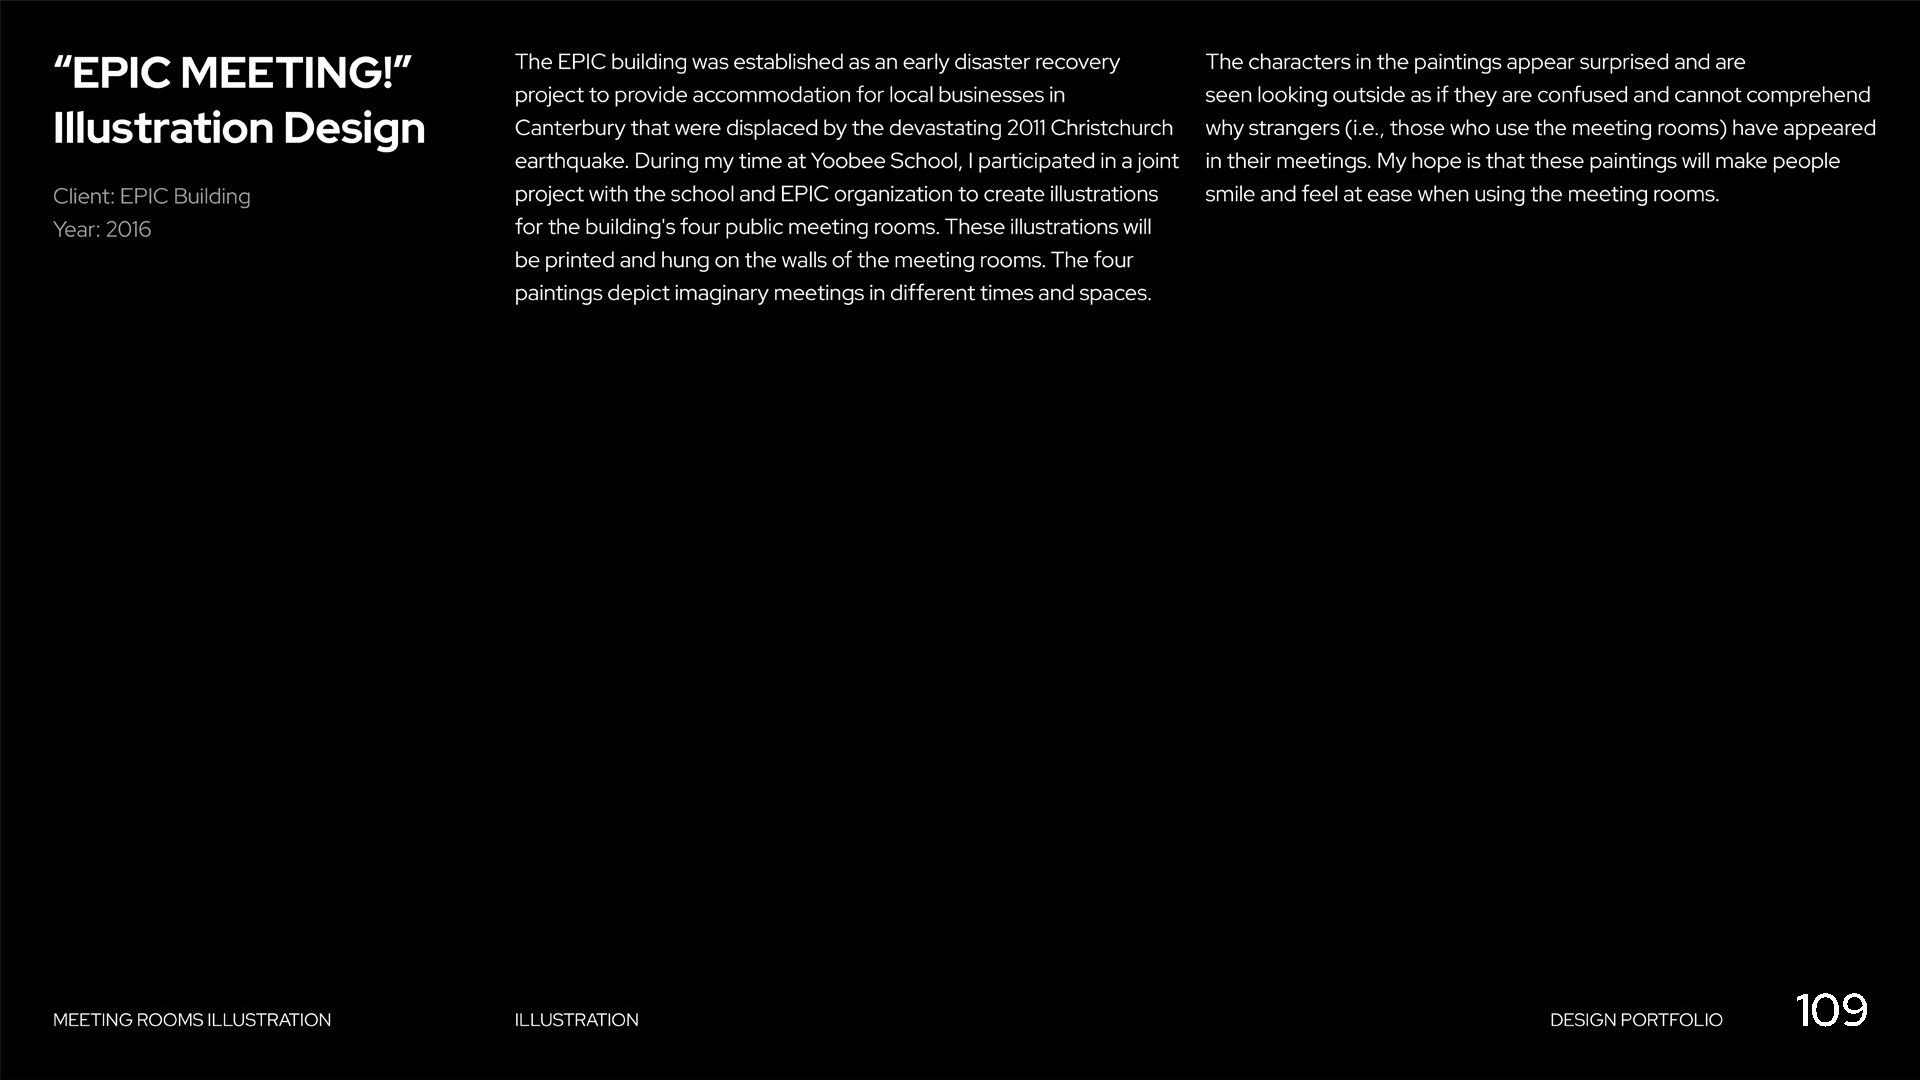 “EPIC MEETING!”
Illustration Design
Client: EPIC Building
Year: 2016
The EPIC building was established as an early disaster recovery
project to provide accommodation for local businesses in
Canterbury that were displaced by the devastating 2011 Christchurch
earthquake. During my time at Yoobee School, I participated in a joint
project with the school and EPIC organization to create illustrations
for the building's four public meeting rooms. These illustrations will
be printed and hung on the walls of the meeting rooms. The four
paintings depict imaginary meetings in different times and spaces.
The characters in the paintings appear surprised and are
seen looking outside as if they are confused and cannot comprehend
why strangers (i.e., those who use the meeting rooms) have appeared
in their meetings. My hope is that these paintings will make people
smile and feel at ease when using the meeting rooms.
MEETING ROOMS ILLUSTRATION
ILLUSTRATION
DESIGN PORTFOLIO
109